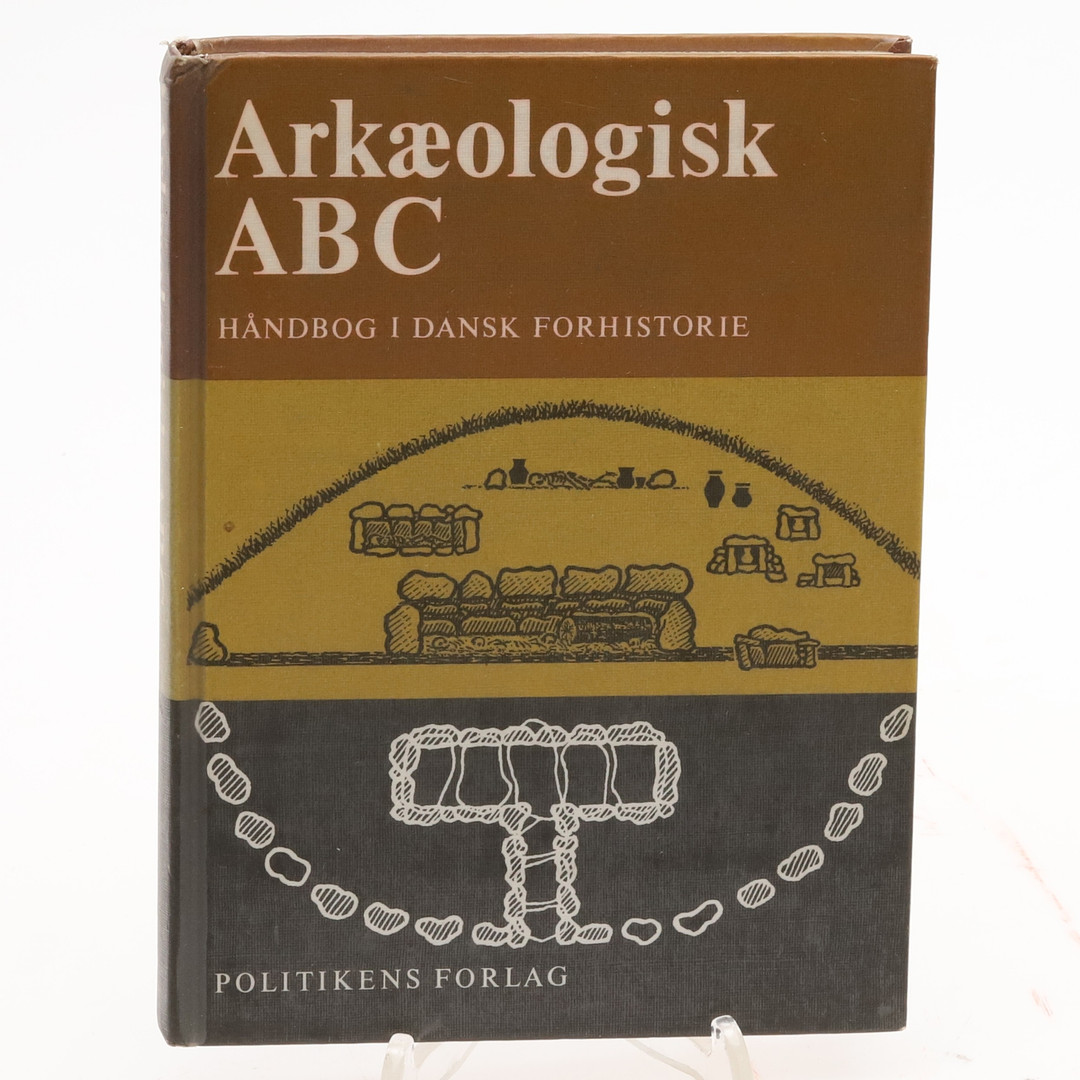 Arkæologisk
ABC
HÅNDBOG I DANSK FORHISTORIE
POLITIKENS FORLAG